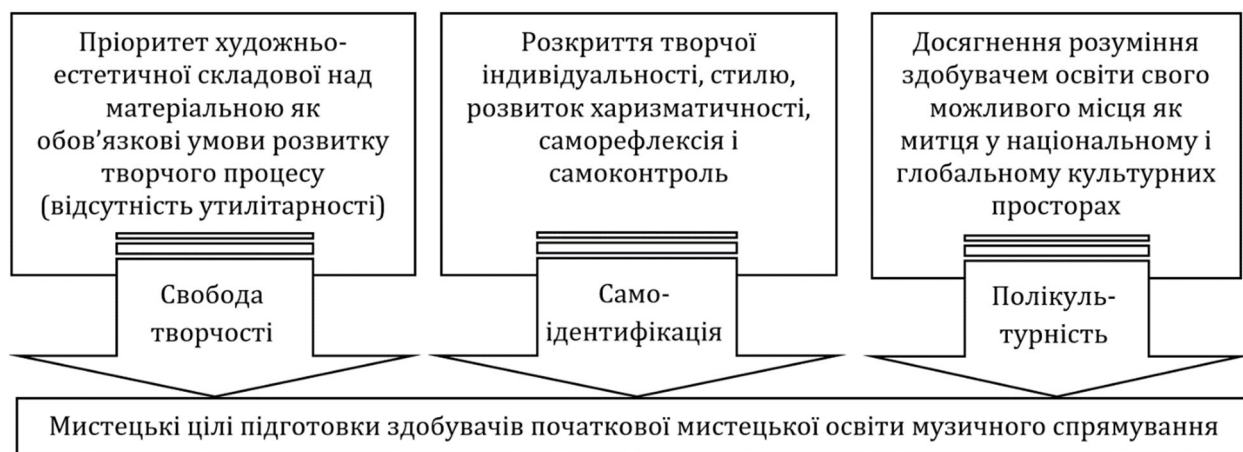 Пріоритет художньо-
естетичної складової над
матеріальною як
обов’язкові умови розвитку
творчого процесу
(відсутність утилітарності)
Розкриття творчої
індивідуальності, стилю,
розвиток харизматичності,
саморефлексія і
самоконтроль
Досягнення розуміння
здобувачем освіти свого
можливого місця як
митця у національному і
глобальному культурних
просторах
Свобода
творчості
Само-
ідентифікація
Полікуль-
турність
Мистецькі цілі підготовки здобувачів початкової мистецької освіти музичного спрямування